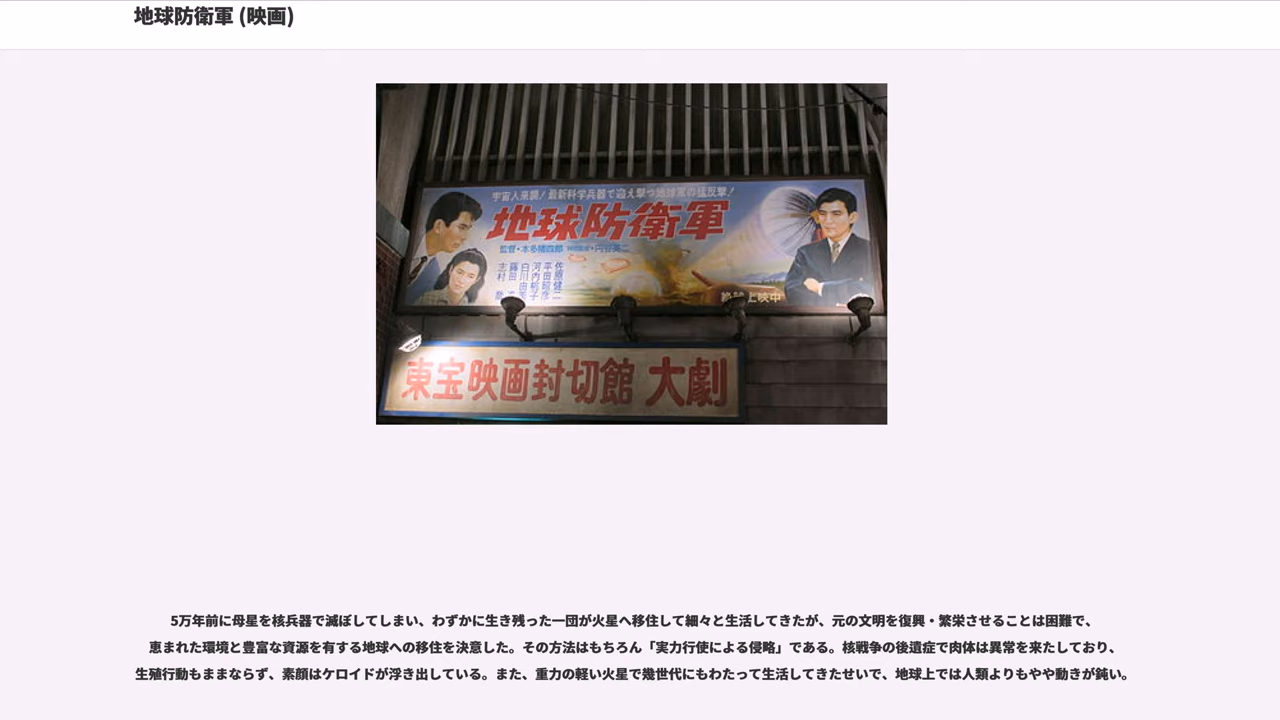 地球防衛軍 (映画)
宇宙人来襲！最新科学兵器で迎え撃つ地球軍の猛反撃！
地球防衛軍
監督・本多猪四郎 特技監督・円谷英二
佐原健二
平田昭彦
河内桃子
白川由美
藤田
志村
絶賛上映中
東宝映画封切館 大劇
5万年前に母星を核兵器で滅ぼしてしまい、わずかに生き残った一団が火星へ移住して細々と生活してきたが、元の文明を復興・繁栄させることは困難で、
恵まれた環境と豊富な資源を有する地球への移住を決意した。その方法はもちろん「実力行使による侵略」である。核戦争の後遺症で肉体は異常を来たしており、
生殖行動もままならず、素顔はケロイドが浮き出している。また、重力の軽い火星で幾世代にもわたって生活してきたせいで、地球上では人類よりもやや動きが鈍い。